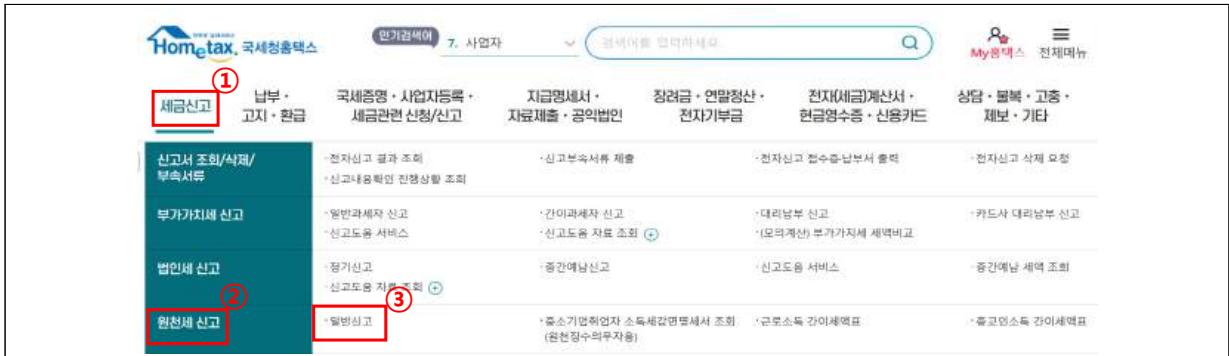 Hometax. 국세청홈택스
인기검색어 7. 사업자
검색어를 입력하세요.
My홈택스 전체메뉴
①
세금신고
납부 · 고지 · 환급
국세증명 · 사업자등록 · 세금관련 신청/신고
지급명세서 · 자료제출 · 공익법인
장려금 · 연말정산 · 전자기부금
전자(세금)계산서 · 현금영수증 · 신용카드
상담 · 불복 · 고충 · 제보 · 기타
신고서 조회/삭제/
부속서류
·전자신고 결과 조회 ·신고부속서류 제출 ·전자신고 접수증·납부서 출력 ·전자신고 삭제 요청
·신고내용확인 진행상황 조회
부가가치세 신고
·일반과세자 신고 ·간이과세자 신고 ·대리납부 신고 ·카드사 대리납부 신고
·신고도움 서비스 ·신고도움 자료 조회 ·(모의계산) 부가가치세 세액비교
법인세 신고
·정기신고 ·중간예납신고 ·신고도움 서비스 ·중간예납 세액 조회
·신고도움 자료 조회
② ③
원천세 신고
·일반신고 ·중소기업취업자 소득세감면명세서 조회 ·근로소득 간이세액표 ·종교인소득 간이세액표
(원천징수의무자용)